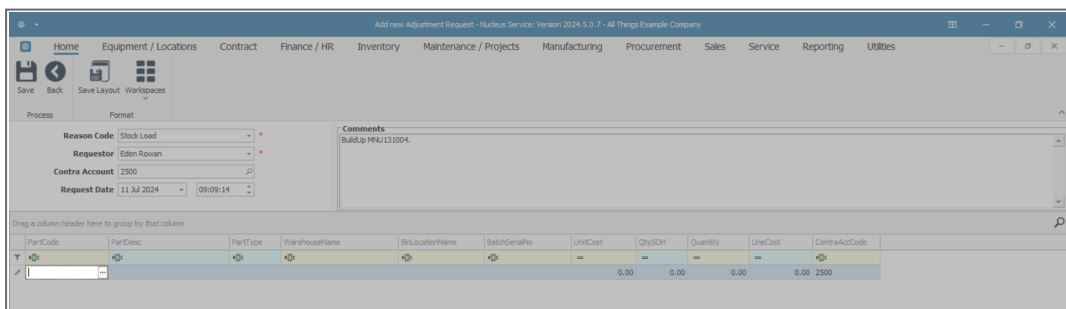 Add new Adjustment Request - Nucleus Service: Version 2024.5.0.7 - All Things Example Company
Home Equipment / Locations Contract Finance / HR Inventory Maintenance / Projects Manufacturing Procurement Sales Service Reporting Utilities
Save Back Save Layout Workspaces
Process Format
Reason Code Stock Load *
Requestor Eden Rowan *
Contra Account 2500
Request Date 11 Jul 2024 09:09:14
Comments
BuildUp MNU131004.
Drag a column header here to group by that column
PartCode PartDesc PartType WarehouseName BinLocationName BatchSerialNo UnitCost QtySOH Quantity LineCost ContraAccCode
= = = =
... 0.00 0.00 0.00 0.00 2500